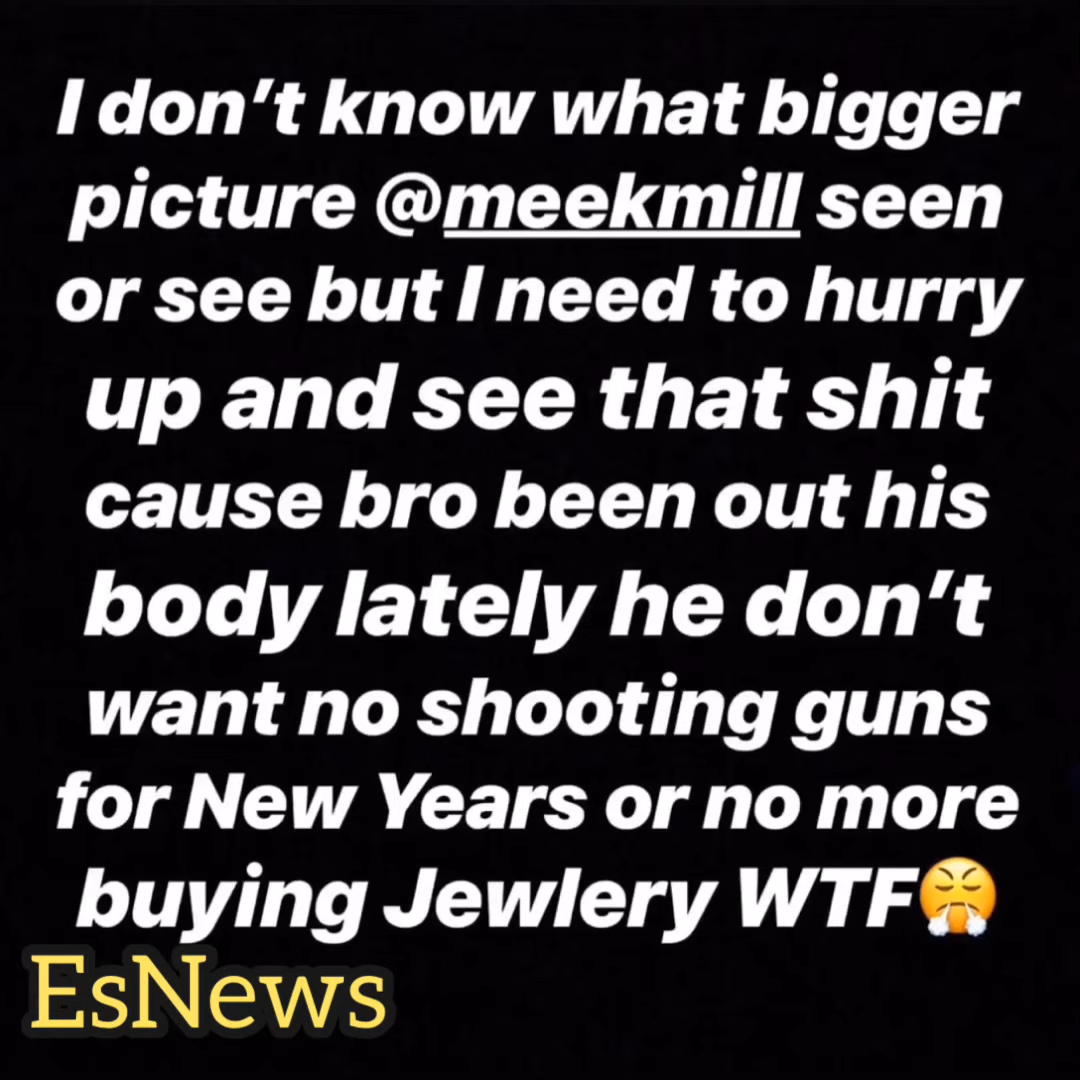 I don’t know what bigger
picture @meekmill seen
or see but I need to hurry
up and see that shit
cause bro been out his
body lately he don’t
want no shooting guns
for New Years or no more
buying Jewlery WTF😤
EsNews